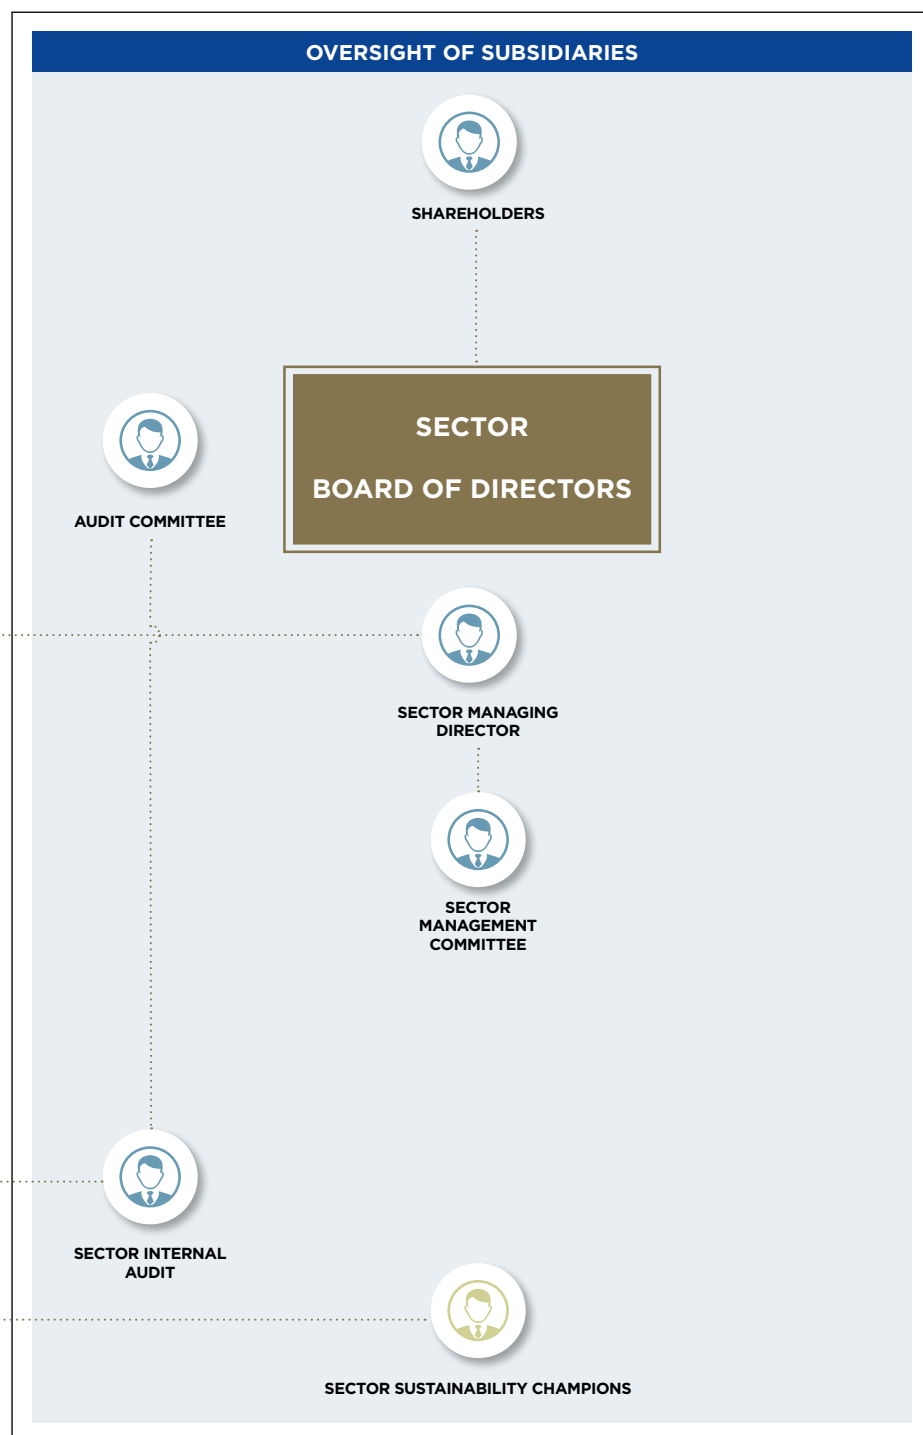 OVERSIGHT OF SUBSIDIARIES
SHAREHOLDERS
SECTOR
BOARD OF DIRECTORS
AUDIT COMMITTEE
SECTOR MANAGING
DIRECTOR
SECTOR
MANAGEMENT
COMMITTEE
SECTOR INTERNAL
AUDIT
SECTOR SUSTAINABILITY CHAMPIONS